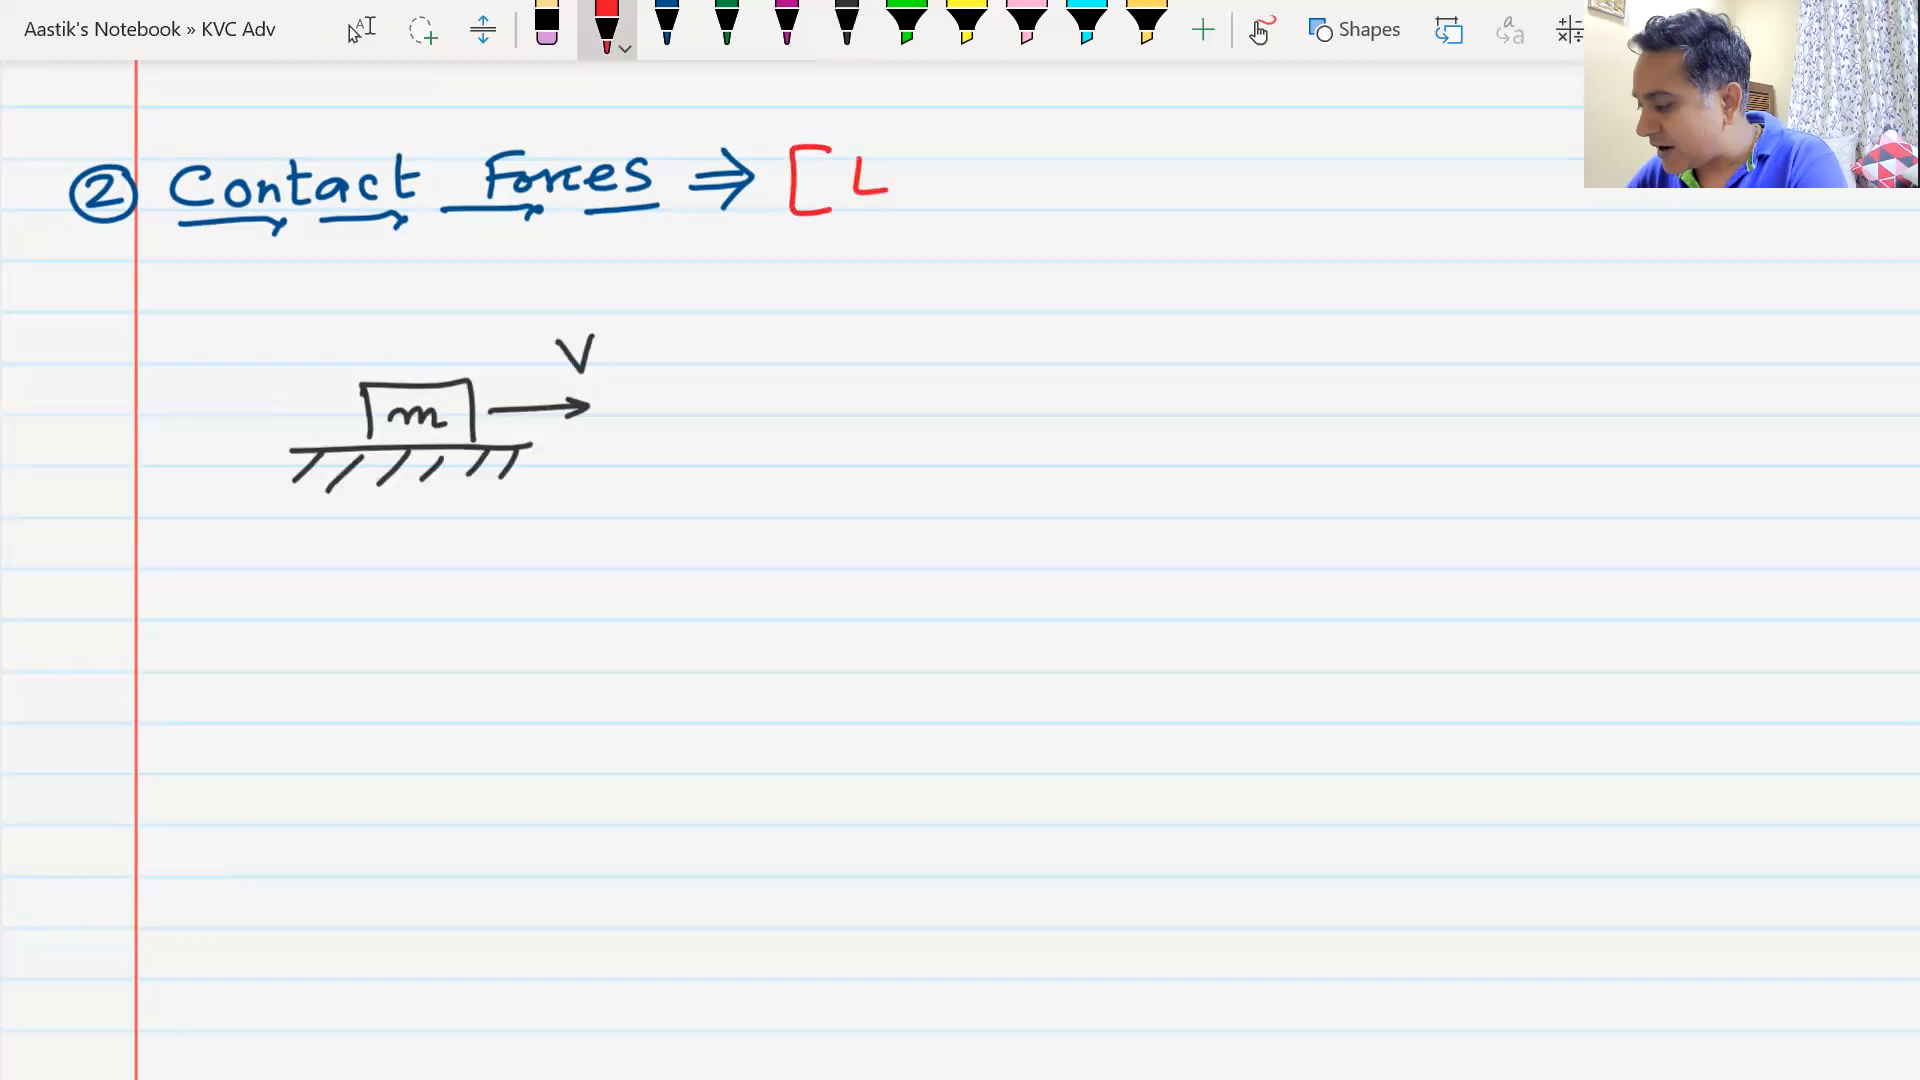 Aastik's Notebook » KVC Adv
Shapes
② Contact Forces ⇒ [ L
V
m